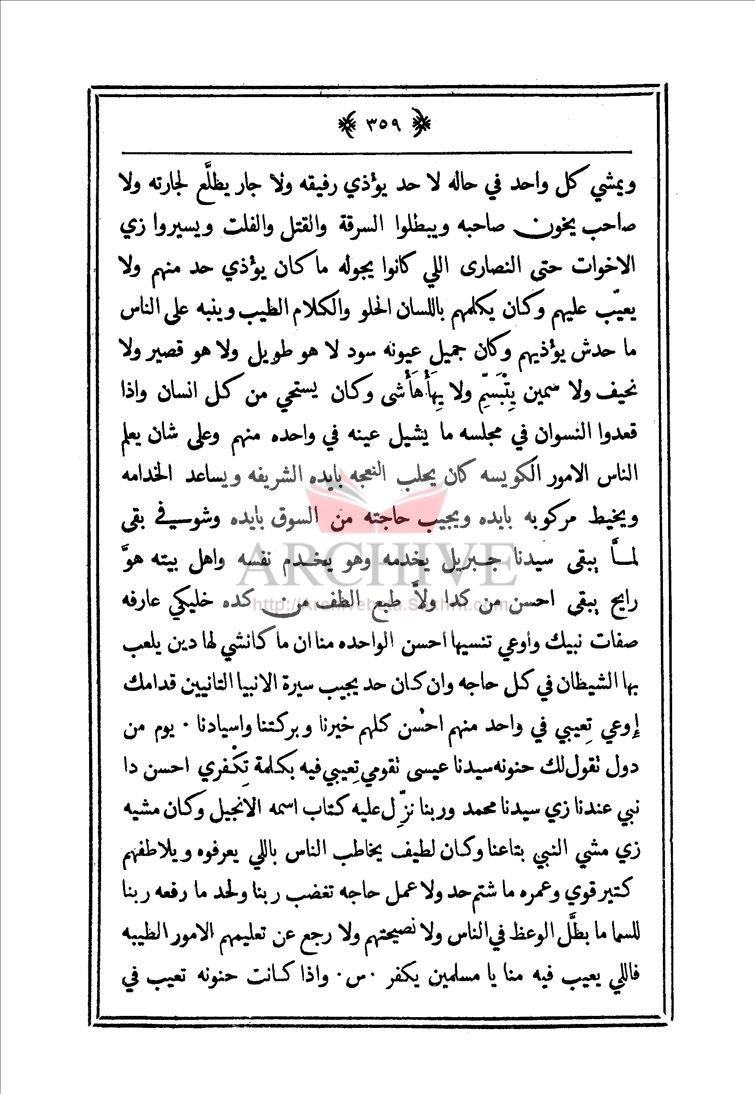 ٣٥٩
ويمشي كل واحد في حاله لا حد يؤذي رفيقه ولا جار يطلَّع لجارته ولا
صاحب يخون صاحبه ويبطلوا السرقة والقتل والفلت ويسيروا زي
الاخوات حتى النصارى اللي كانوا يجوله ماكان يؤذي حد منهم ولا
يعيّب عليهم وكان يكلمهم باللسان الحلو والكلام الطيب وينبه على الناس
ما حدش يؤذيهم وكان جميل عيونه سود لا هو طويل ولا هو قصير ولا
نحيف ولا سمين يِتْبَسِّم ولا يِهَأْهَأْشى وكان يستحي من كل انسان واذا
قعدوا النسوان في مجلسه ما يشيل عينه في واحده منهم وعلى شان يعلم
الناس الامور الكويسه كان يحلب النعجه بايده الشريفه ويساعد الخدامه
ويخيط مركوبه بايده ويجيب حاجته من السوق بايده وشوفي بقى
لمَّا يبقى سيدنا جبريل يخدمه وهو يخدم نفسه واهل بيته هوَّ
رايح يبقى احسن من كدا ولاَّ طبع الطف من كده خليكي عارفه
صفات نبيك واوعي تنسيها احسن الواحده منا ان ما كانشي لها دين يلعب
بها الشيطان في كل حاجه وان كان حد يجيب سيرة الانبيا التانيين قدامك
إوعي تِعيبي في واحد منهم احْسن كلهم خيرنا و بركتنا واسيادنا ٠ يوم من
دول تقول لك حنونه سيدنا عيسى تقومي تِعيبي فيه بكلمة تِكْفري احسن دا
نبي عندنا زي سيدنا محمد وربنا نزِّل عليه كتاب اسمه الانجيل وكان مشيه
زي مشي النبي بتاعنا وكان لطيف يخاطب الناس باللي يعرفوه ويلاطفهم
كتير قوي وعمره ما شتم حد ولا عمل حاجه تغضب ربنا ولحد ما رفعه ربنا
للسما ما بطَّل الوعظ في الناس ولا نصيحتهم ولا رجع عن تعليمهم الامور الطيبه
فاللي يعيب فيه منا يا مسلمين يكفر ٠س٠ واذا كانت حنونه تعيب في
ARCHIVE